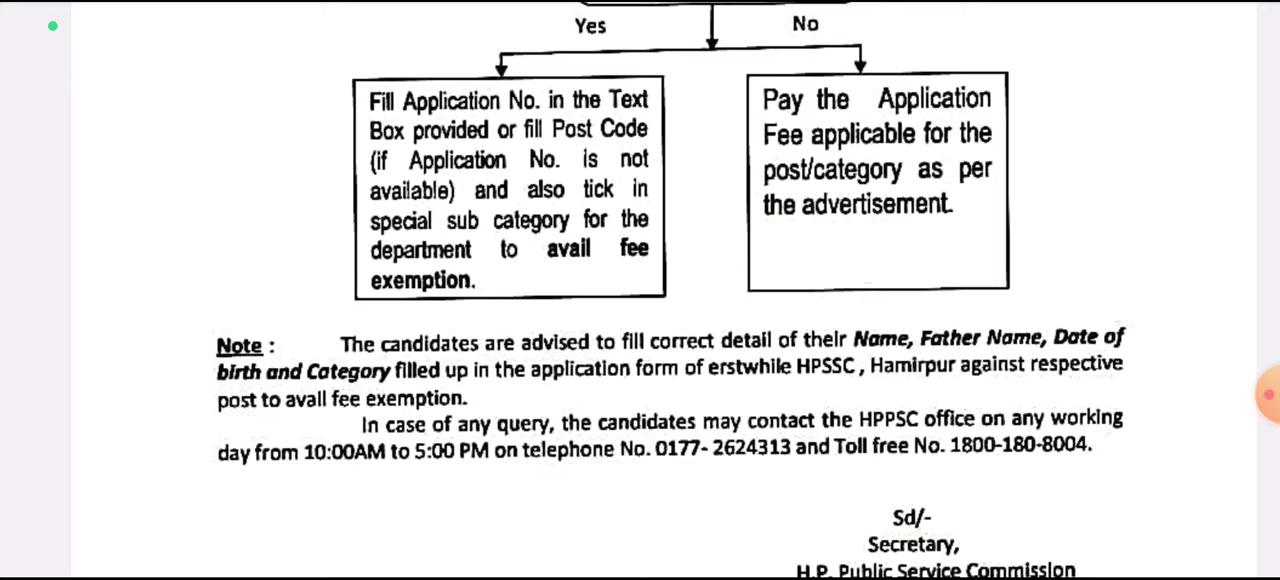 Yes
No
Fill Application No. in the Text
Box provided or fill Post Code
(if Application No. is not
available) and also tick in
special sub category for the
department to avail fee
exemption.
Pay the Application
Fee applicable for the
post/category as per
the advertisement.
Note : The candidates are advised to fill correct detail of their Name, Father Name, Date of
birth and Category filled up in the application form of erstwhile HPSSC, Hamirpur against respective
post to avail fee exemption.
In case of any query, the candidates may contact the HPPSC office on any working
day from 10:00AM to 5:00 PM on telephone No. 0177- 2624313 and Toll free No. 1800-180-8004.
Sd/-
Secretary,
H.P. Public Service Commission